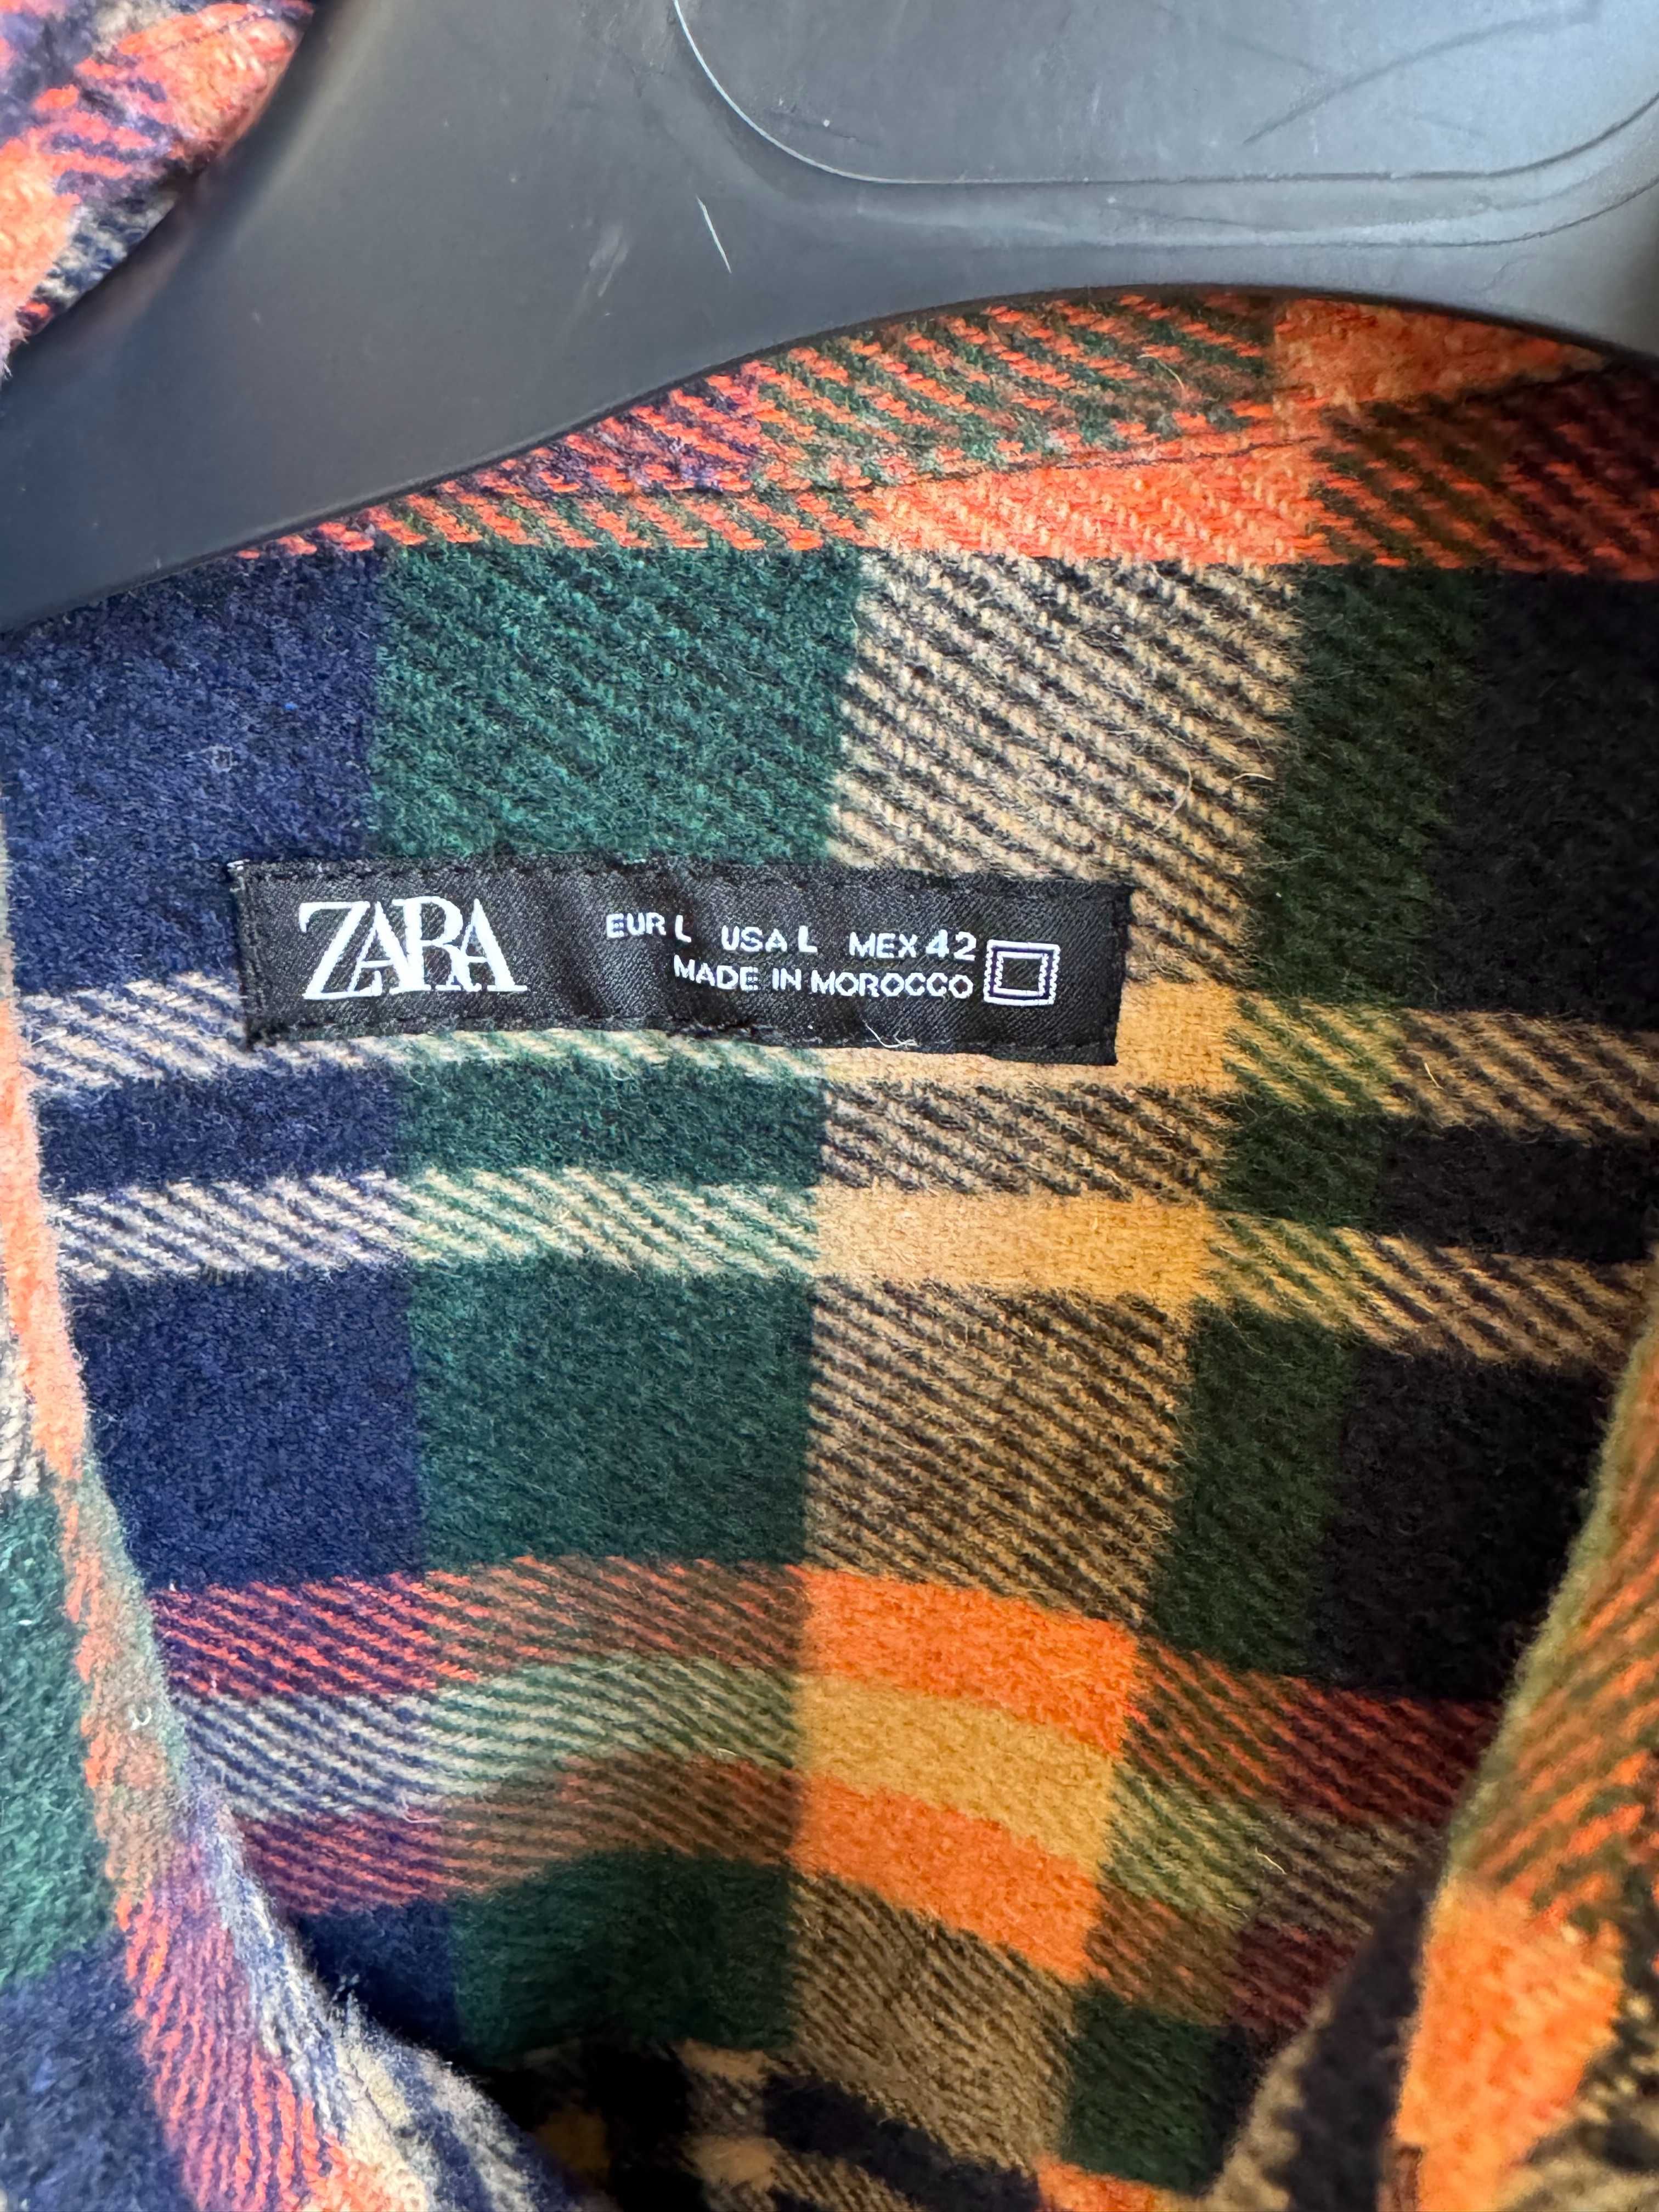 ZARA
EUR L USA L MEX 42
MADE IN MOROCCO